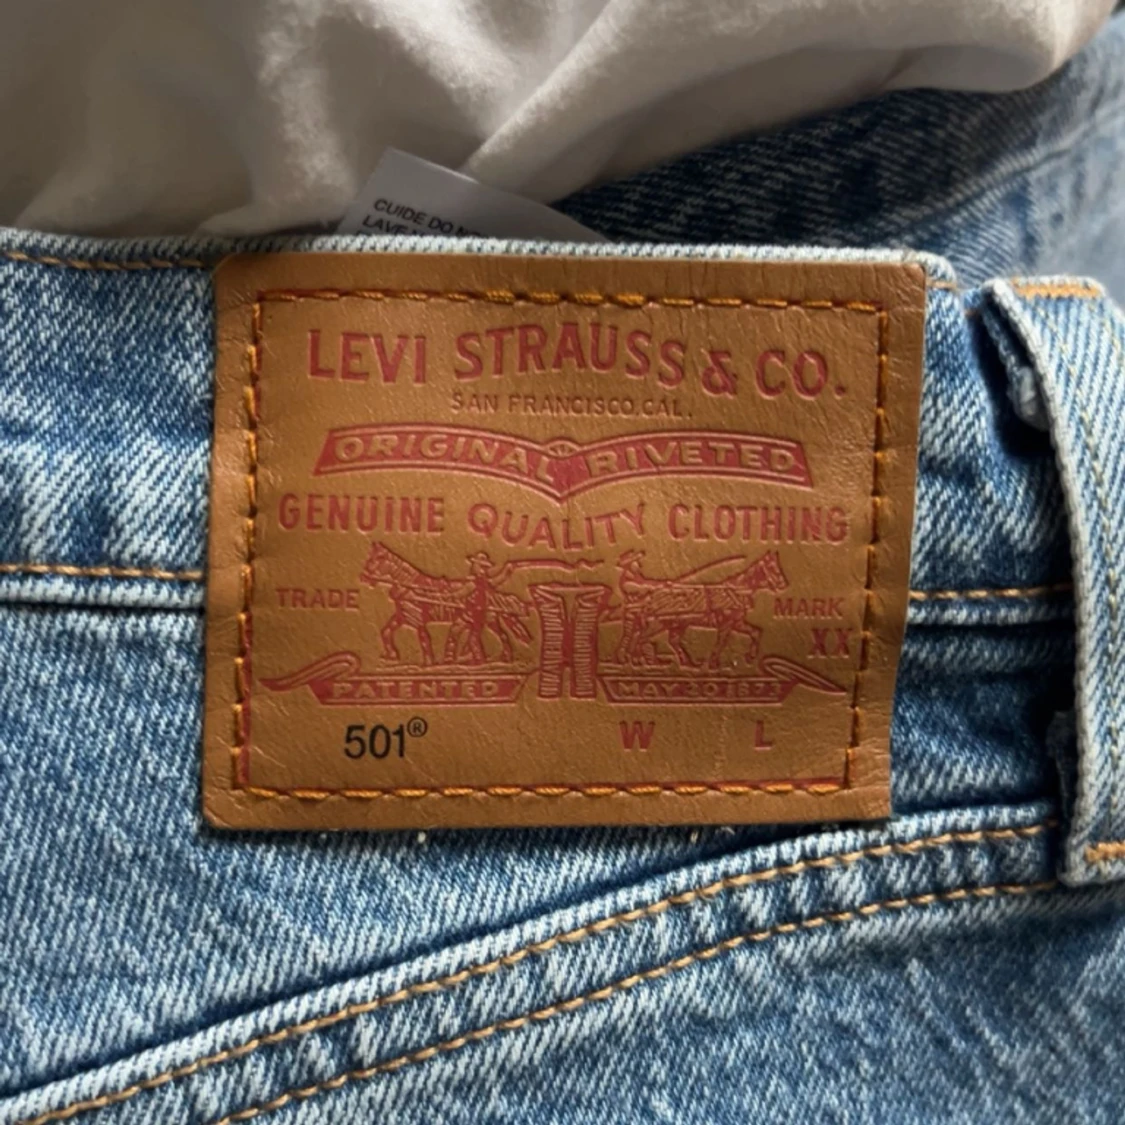 CUIDE DO
LEVI STRAUSS & CO.
SAN FRANCISCO, CAL.
ORIGINAL RIVETED
GENUINE QUALITY CLOTHING
TRADE MARK
XX
PATENTED MAY 20 1873
501® W L